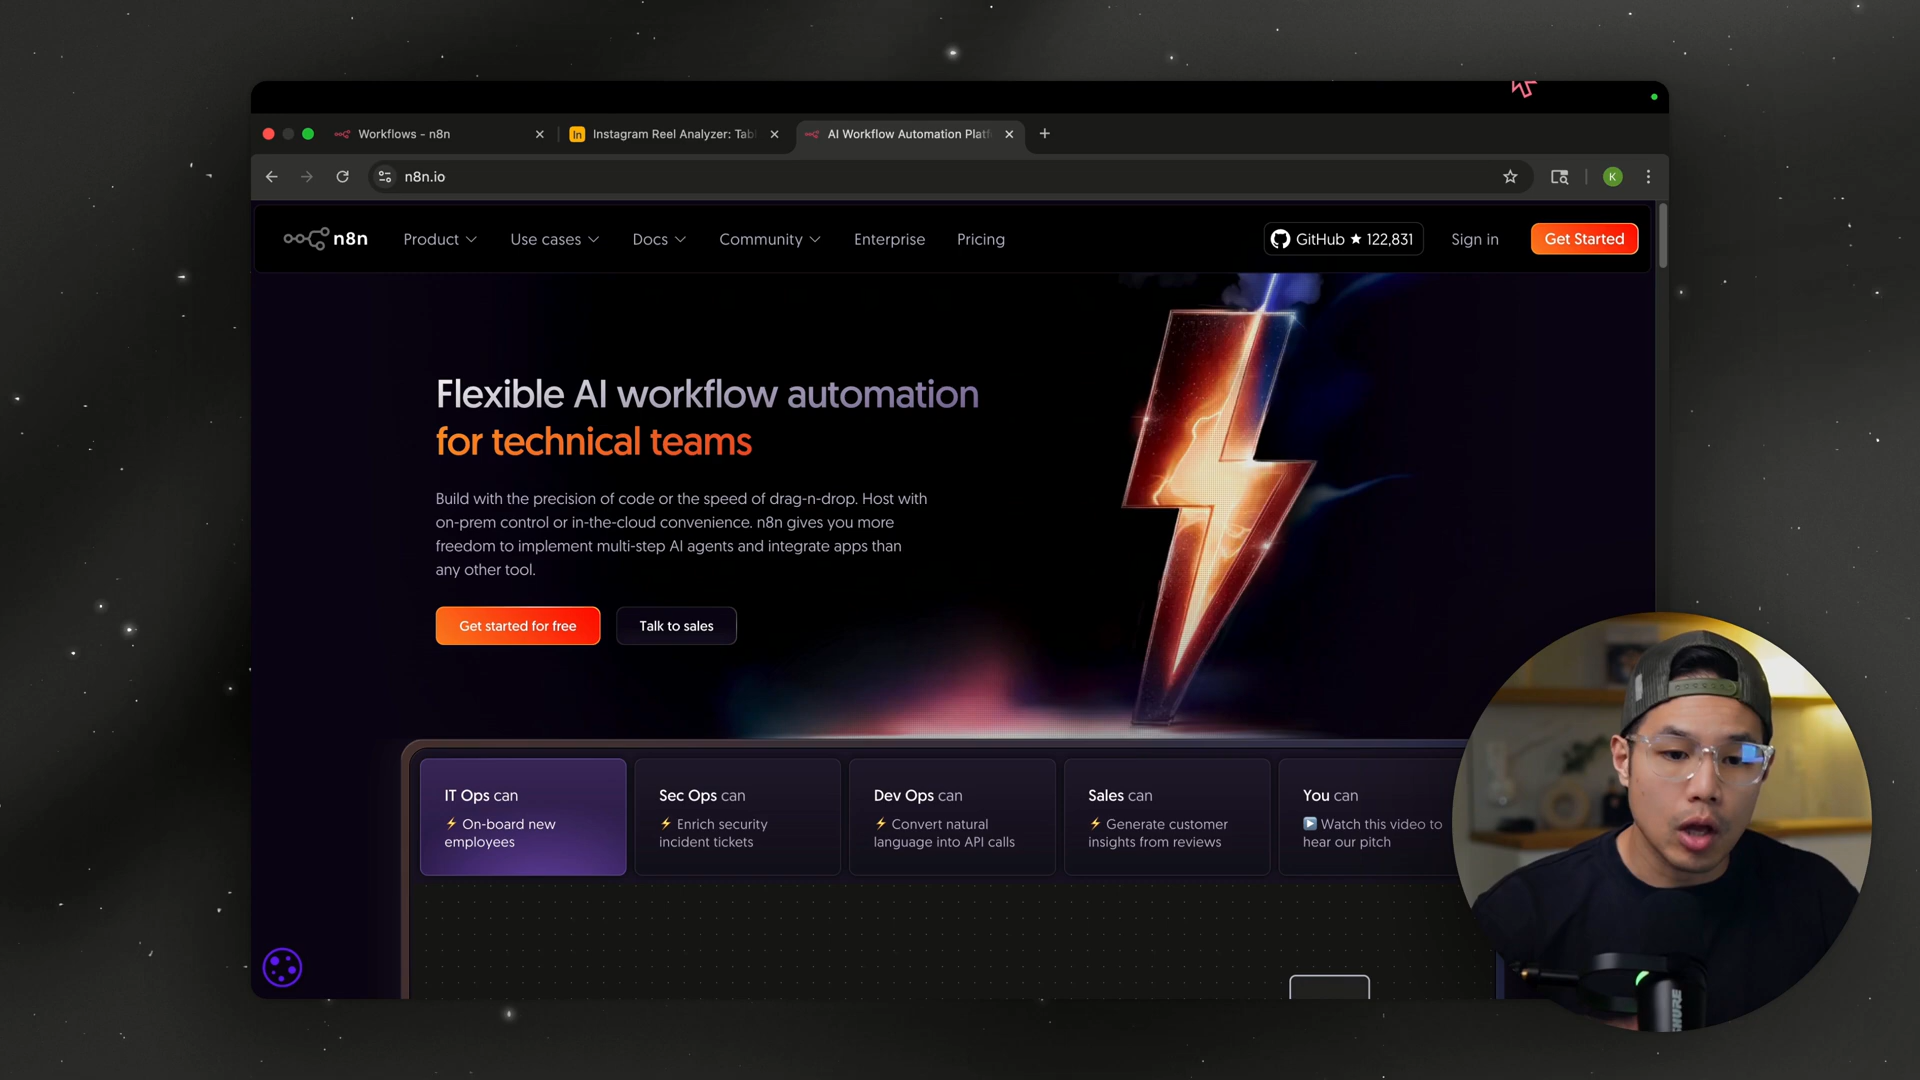 Workflows - n8n
In
Instagram Reel Analyzer: Tab
AI Workflow Automation Platf
n8n.io
K
n8n
Product
Use cases
Docs
Community
Enterprise
Pricing
GitHub ★ 122,831
Sign in
Get Started
Flexible AI workflow automation
for technical teams
Build with the precision of code or the speed of drag-n-drop. Host with
on-prem control or in-the-cloud convenience. n8n gives you more
freedom to implement multi-step AI agents and integrate apps than
any other tool.
Get started for free
Talk to sales
IT Ops can
⚡ On-board new
employees
Sec Ops can
⚡ Enrich security
incident tickets
Dev Ops can
⚡ Convert natural
language into API calls
Sales can
⚡ Generate customer
insights from reviews
You can
▶️ Watch this video to
hear our pitch
SHURE